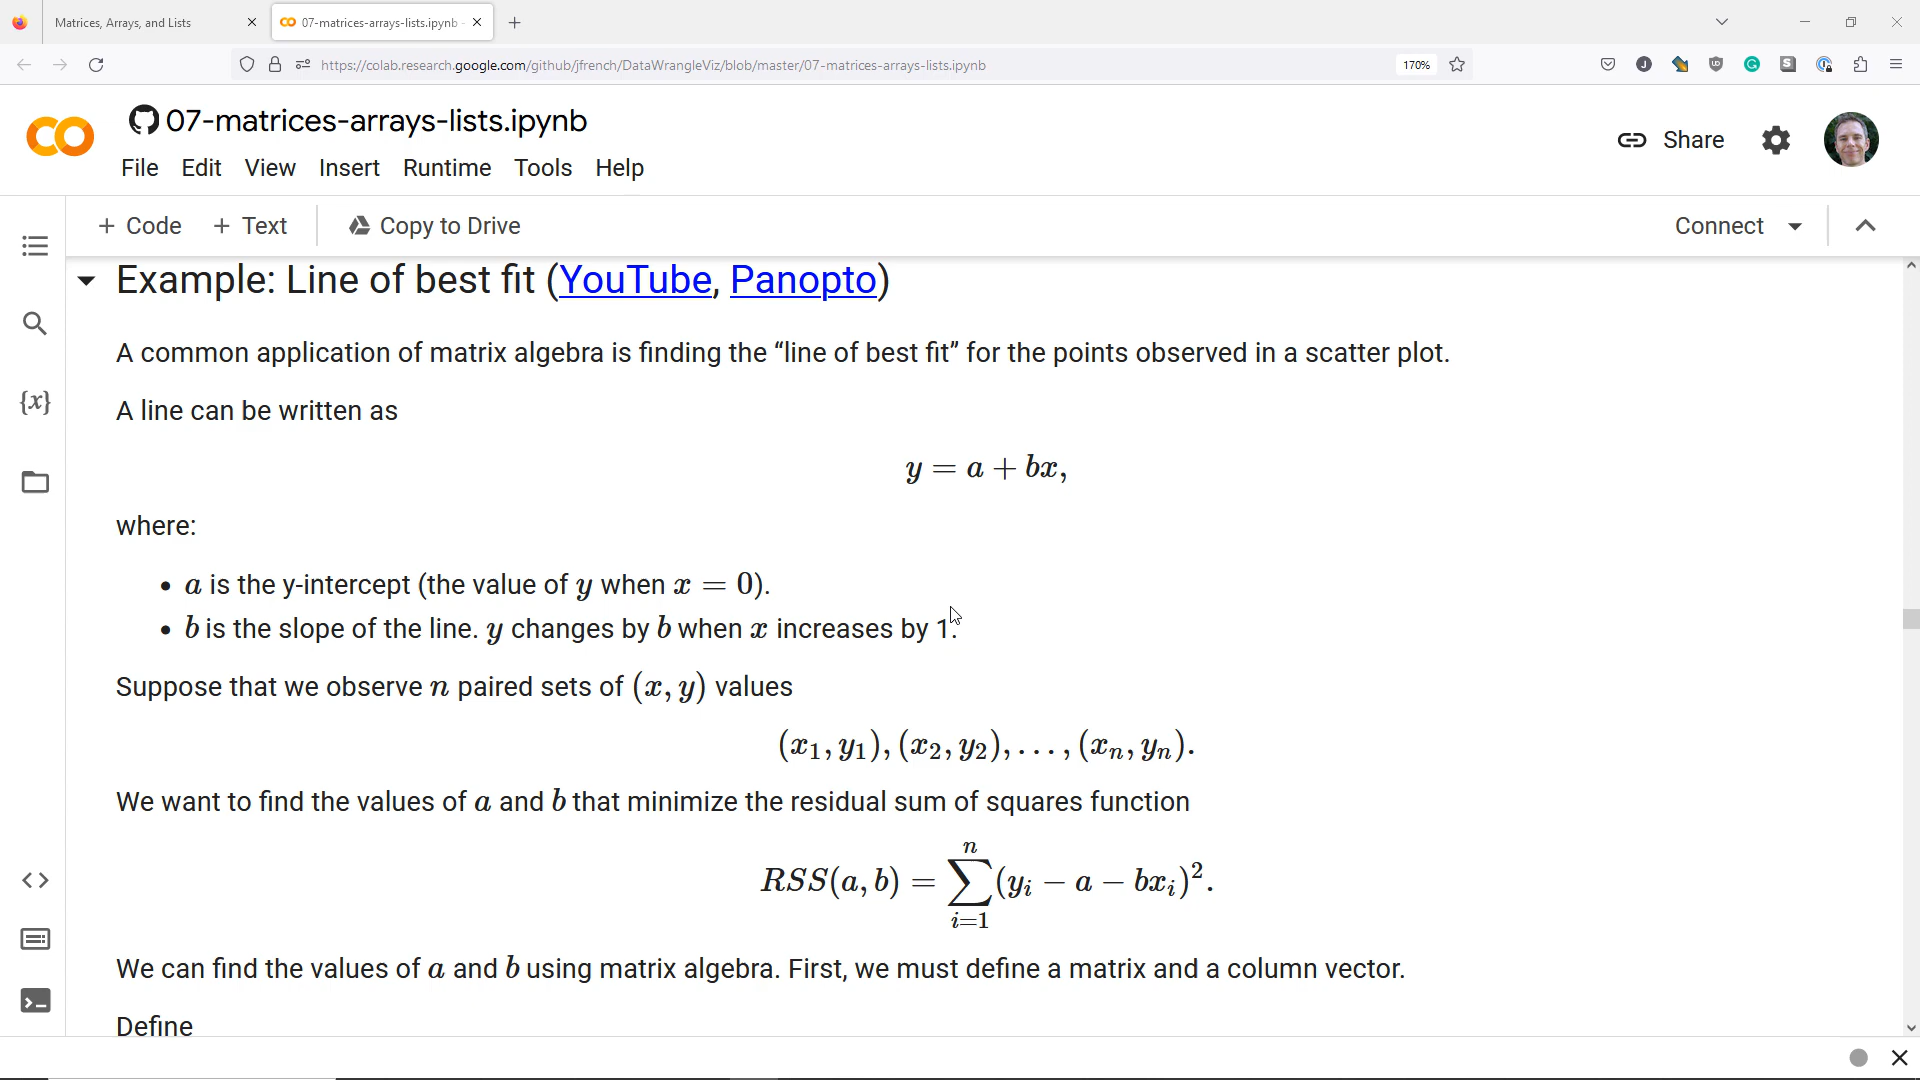 Matrices, Arrays, and Lists
07-matrices-arrays-lists.ipynb -
https://colab.research.google.com/github/jfrench/DataWrangleViz/blob/master/07-matrices-arrays-lists.ipynb
170%
07-matrices-arrays-lists.ipynb
File Edit View Insert Runtime Tools Help
Share
+ Code + Text Copy to Drive
Connect
Example: Line of best fit (YouTube, Panopto)
A common application of matrix algebra is finding the “line of best fit” for the points observed in a scatter plot.
A line can be written as
y = a + bx,
where:
• a is the y-intercept (the value of y when x = 0).
• b is the slope of the line. y changes by b when x increases by 1.
Suppose that we observe n paired sets of (x, y) values
(x₁, y₁), (x₂, y₂), . . . , (xₙ, yₙ).
We want to find the values of a and b that minimize the residual sum of squares function
RSS(a, b) = ∑ⁿᵢ₌₁ (yᵢ − a − bxᵢ)².
We can find the values of a and b using matrix algebra. First, we must define a matrix and a column vector.
Define